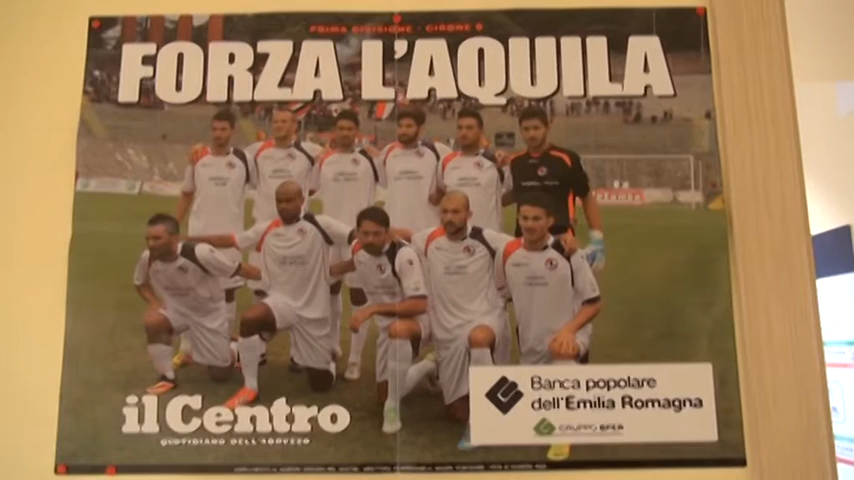 PRIMA DIVISIONE - GIRONE B
FORZA L'AQUILA
il Centro
QUOTIDIANO DELL'ABRUZZO
Banca popolare
dell'Emilia Romagna
GRUPPO BPER